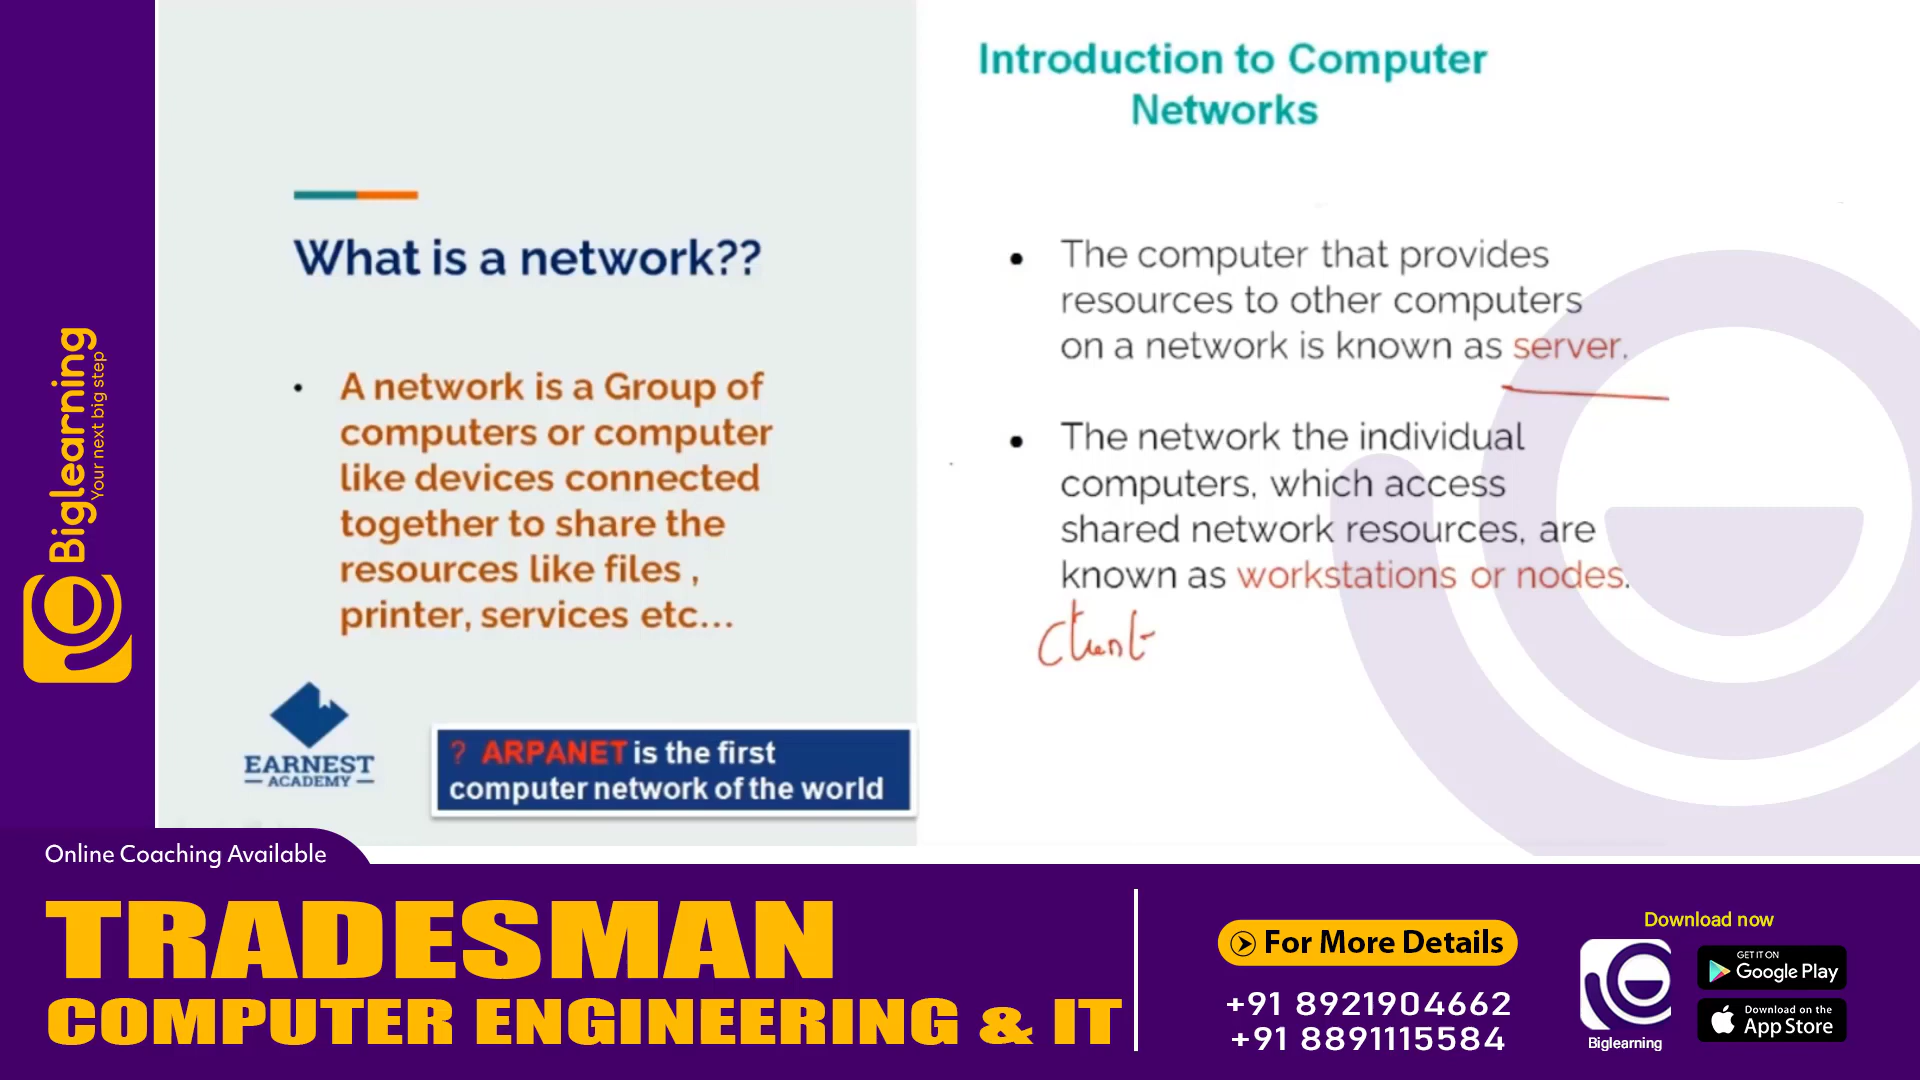 Biglearning
Your next big step
What is a network??
• A network is a Group of
computers or computer
like devices connected
together to share the
resources like files ,
printer, services etc...
EARNEST
ACADEMY
? ARPANET is the first
computer network of the world
Introduction to Computer
Networks
• The computer that provides
resources to other computers
on a network is known as server.
• The network the individual
computers, which access
shared network resources, are
known as workstations or nodes.
Client
Online Coaching Available
TRADESMAN
COMPUTER ENGINEERING & IT
For More Details
+91 8921904662
+91 8891115584
Download now
Biglearning
GET IT ON
Google Play
Download on the
App Store